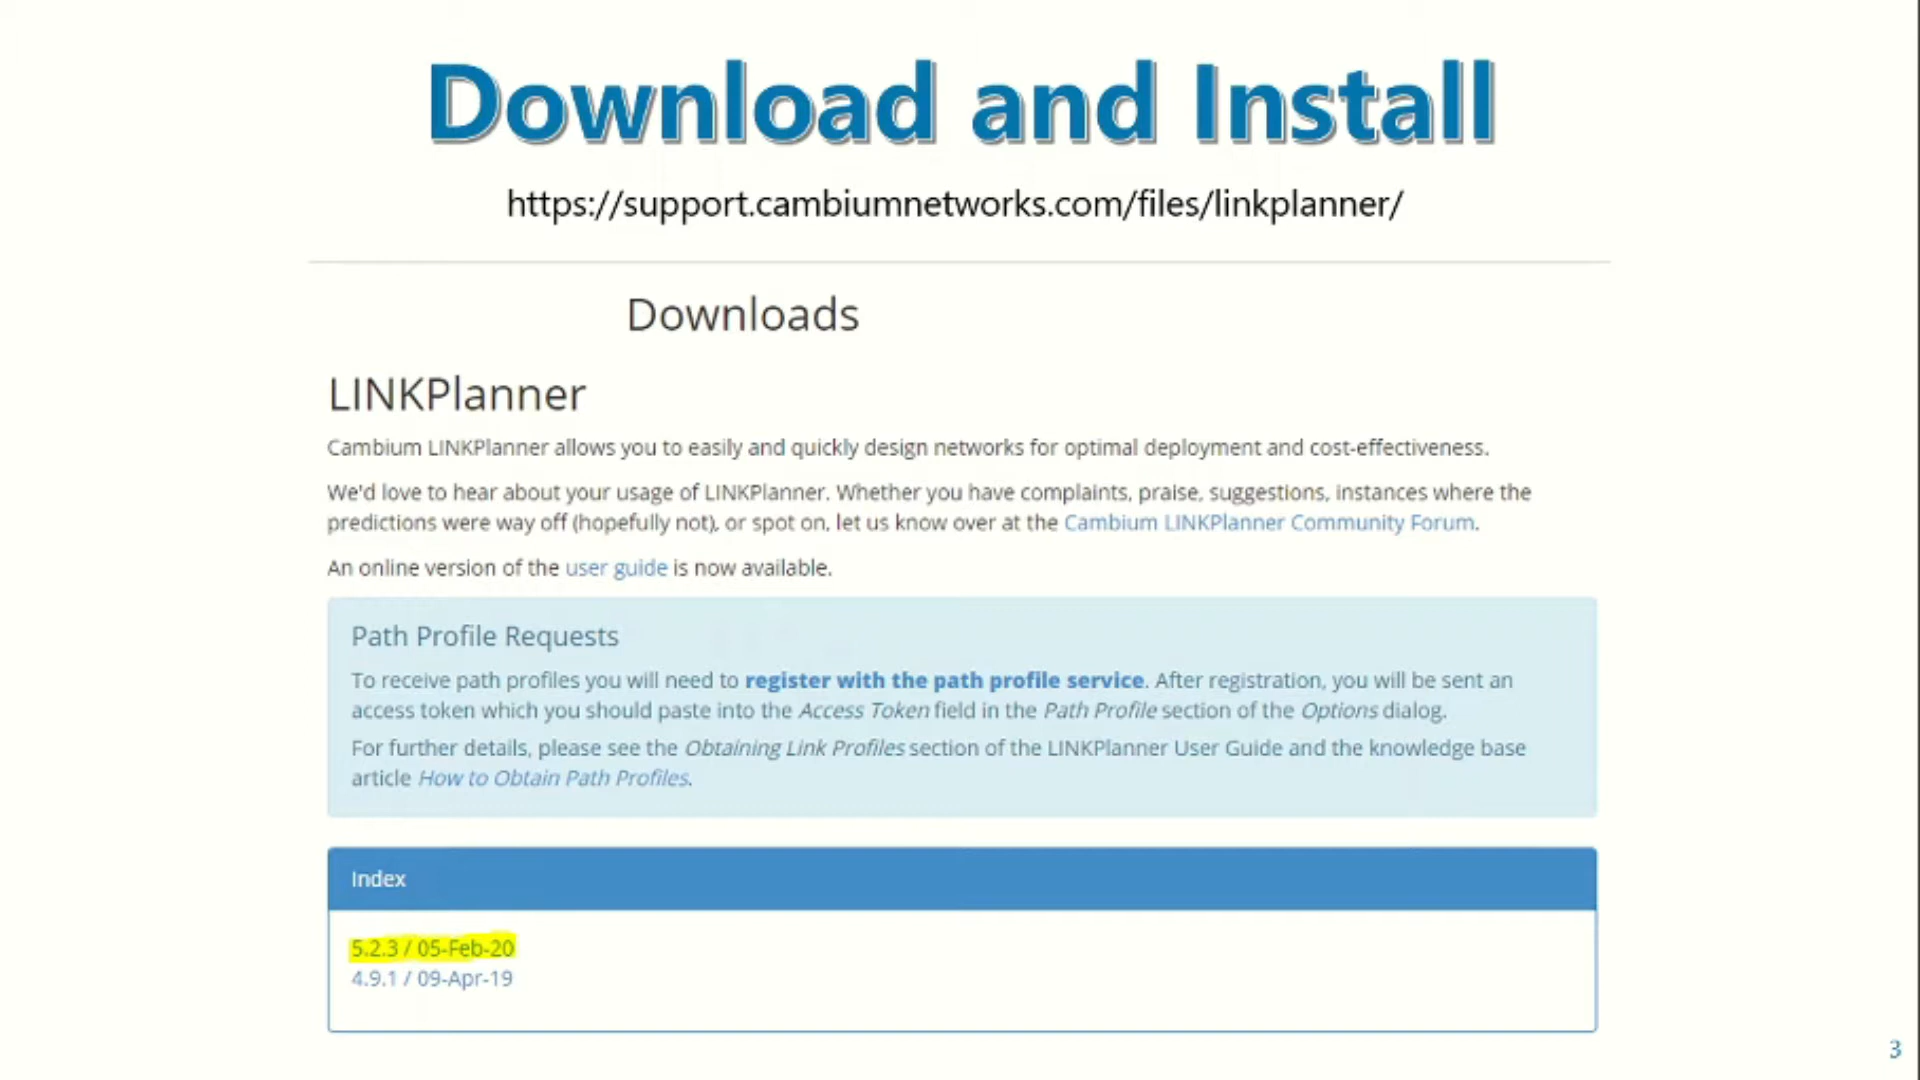 Download and Install
https://support.cambiumnetworks.com/files/linkplanner/
Downloads
LINKPlanner
Cambium LINKPlanner allows you to easily and quickly design networks for optimal deployment and cost-effectiveness.
We'd love to hear about your usage of LINKPlanner. Whether you have complaints, praise, suggestions, instances where the
predictions were way off (hopefully not), or spot on, let us know over at the Cambium LINKPlanner Community Forum.
An online version of the user guide is now available.
Path Profile Requests
To receive path profiles you will need to register with the path profile service. After registration, you will be sent an
access token which you should paste into the Access Token field in the Path Profile section of the Options dialog.
For further details, please see the Obtaining Link Profiles section of the LINKPlanner User Guide and the knowledge base
article How to Obtain Path Profiles.
Index
5.2.3 / 05-Feb-20
4.9.1 / 09-Apr-19
3